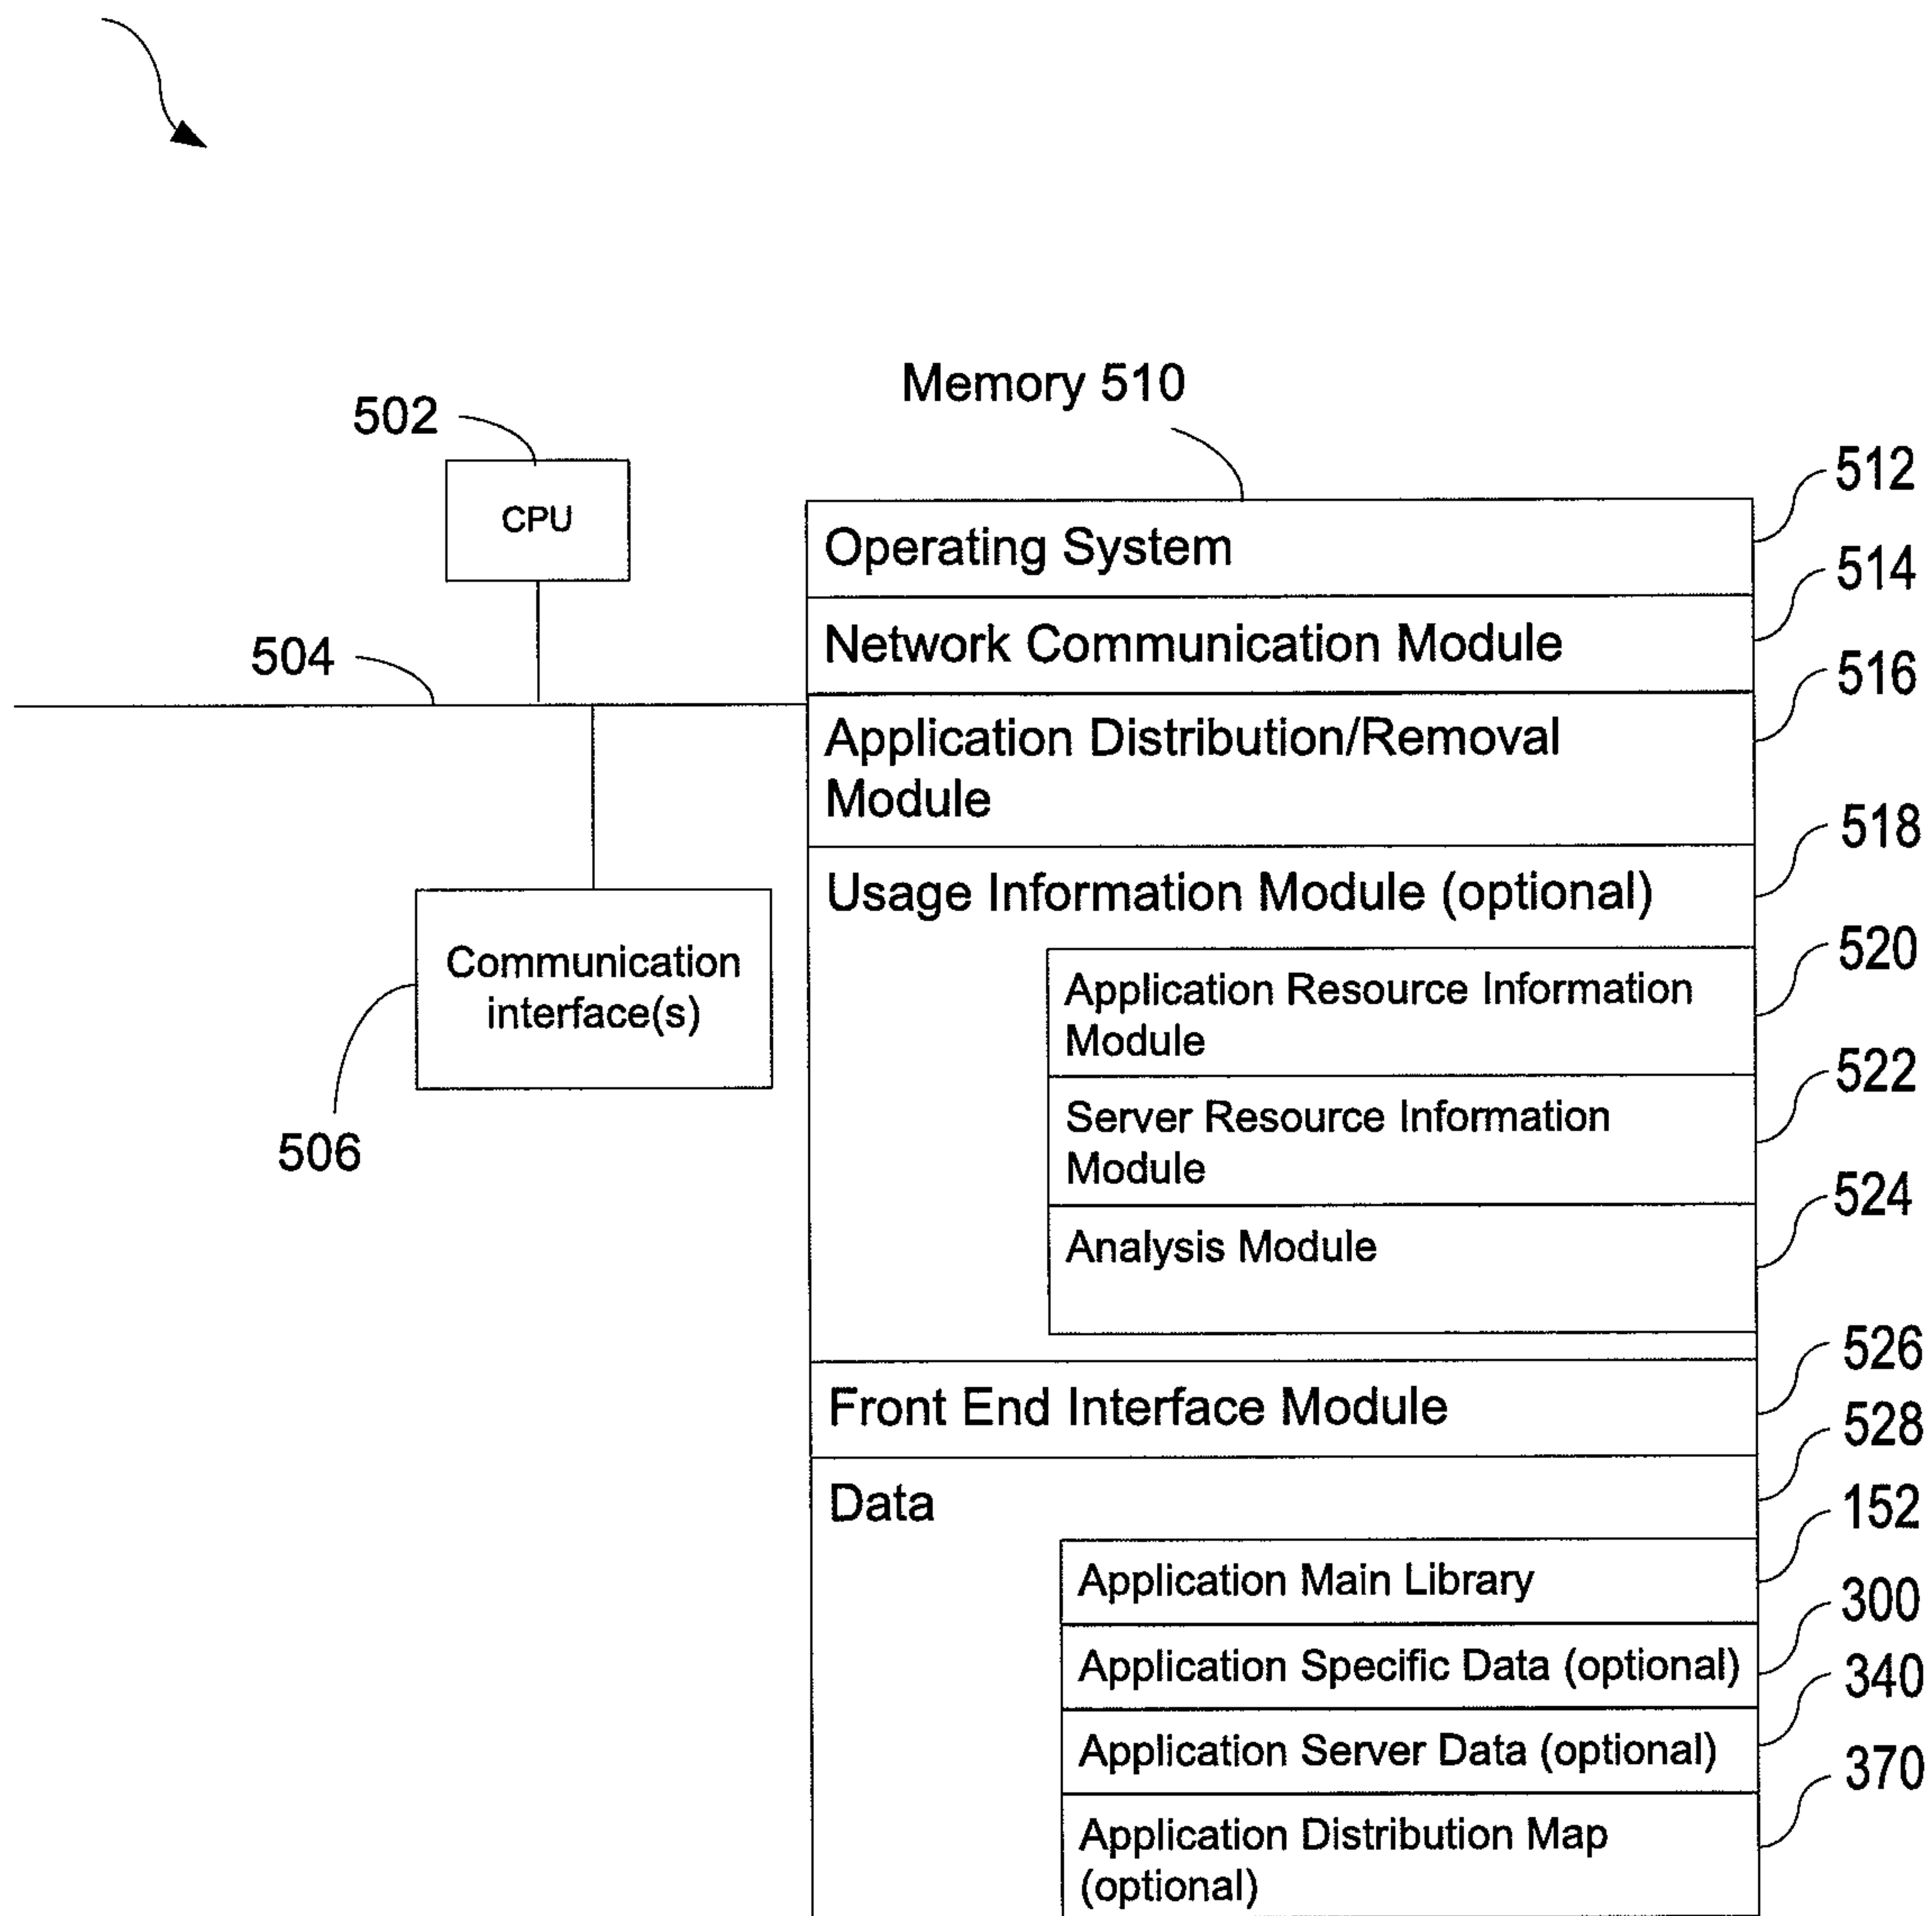 Memory 510
502
CPU
504
Communication
interface(s)
506
Operating System
512
Network Communication Module
514
Application Distribution/Removal
Module
516
Usage Information Module (optional)
518
Application Resource Information
Module
520
Server Resource Information
Module
522
Analysis Module
524
Front End Interface Module
526
Data
528
Application Main Library
152
Application Specific Data (optional)
300
Application Server Data (optional)
340
Application Distribution Map
(optional)
370